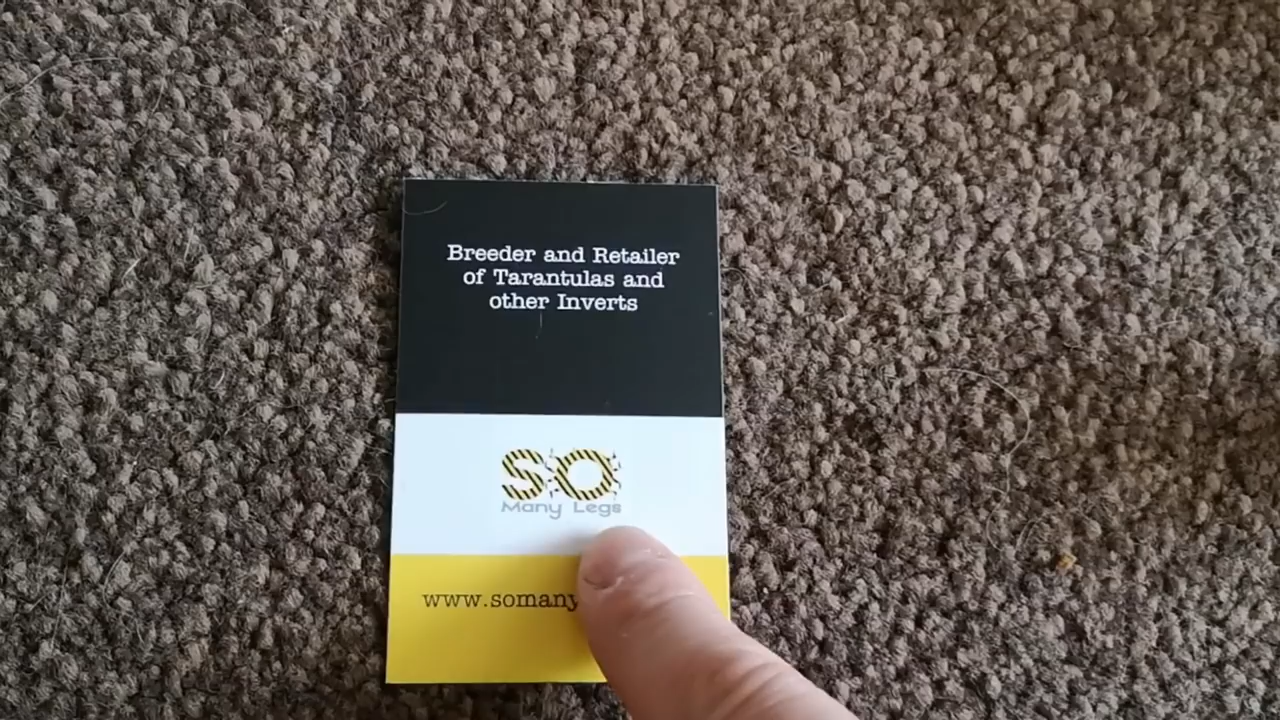 Breeder and Retailer
of Tarantulas and
other Inverts
SO
Many Legs
www.somany